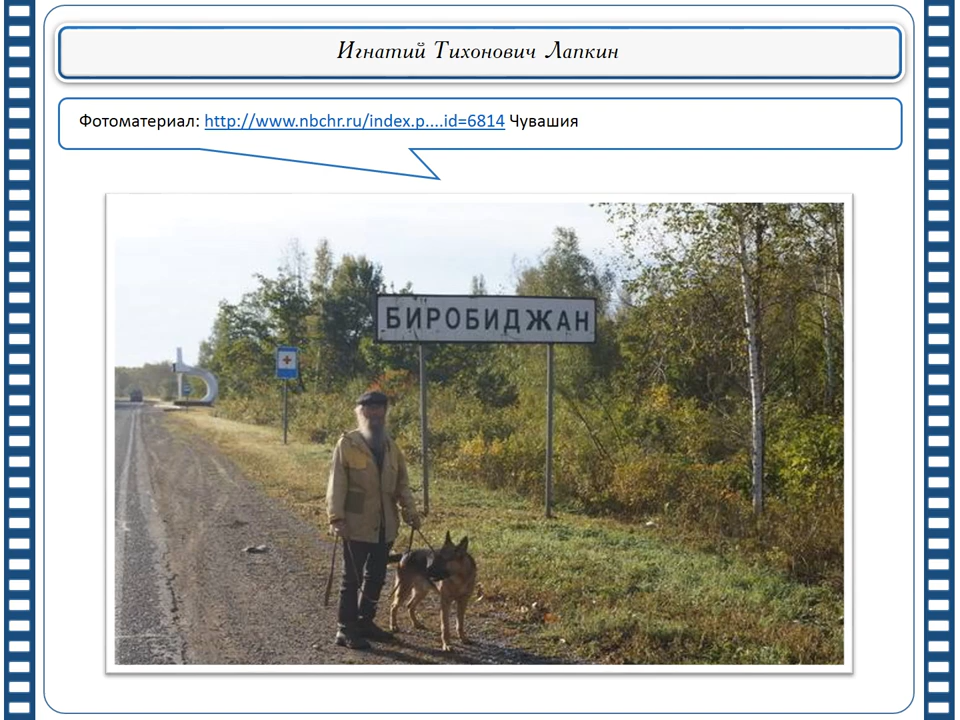 Игнатий Тихонович Лапкин
Фотоматериал: http://www.nbchr.ru/index.p....id=6814 Чувашия
БИРОБИДЖАН